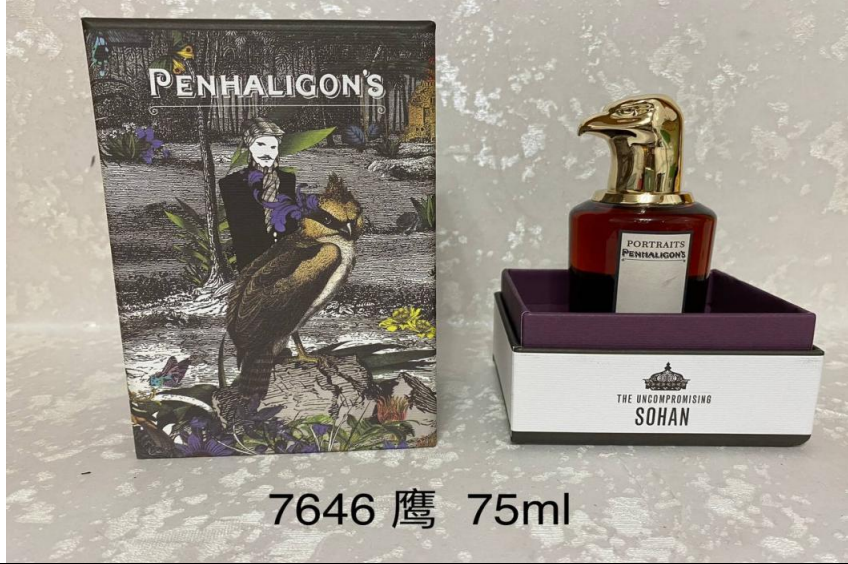 PENHALIGON'S
PORTRAITS
PENHALIGON'S
THE UNCOMPROMISING
SOHAN
7646 鹰 75ml